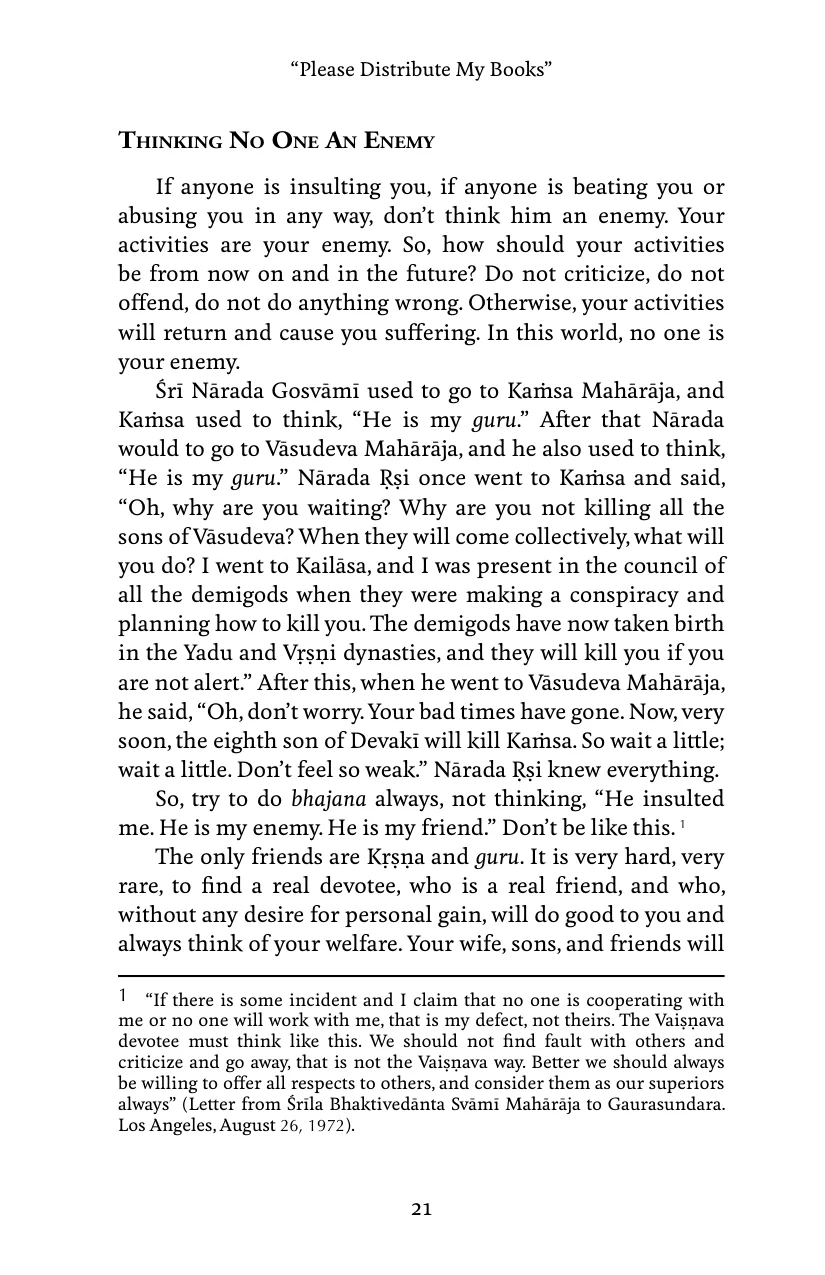 “Please Distribute My Books”
Thinking No One An Enemy
If anyone is insulting you, if anyone is beating you or
abusing you in any way, don’t think him an enemy. Your
activities are your enemy. So, how should your activities
be from now on and in the future? Do not criticize, do not
offend, do not do anything wrong. Otherwise, your activities
will return and cause you suffering. In this world, no one is
your enemy.
Śrī Nārada Gosvāmī used to go to Kaṁsa Mahārāja, and
Kaṁsa used to think, “He is my guru.” After that Nārada
would to go to Vāsudeva Mahārāja, and he also used to think,
“He is my guru.” Nārada Ṛṣi once went to Kaṁsa and said,
“Oh, why are you waiting? Why are you not killing all the
sons of Vāsudeva? When they will come collectively, what will
you do? I went to Kailāsa, and I was present in the council of
all the demigods when they were making a conspiracy and
planning how to kill you. The demigods have now taken birth
in the Yadu and Vṛṣṇi dynasties, and they will kill you if you
are not alert.” After this, when he went to Vāsudeva Mahārāja,
he said, “Oh, don’t worry. Your bad times have gone. Now, very
soon, the eighth son of Devakī will kill Kaṁsa. So wait a little;
wait a little. Don’t feel so weak.” Nārada Ṛṣi knew everything.
So, try to do bhajana always, not thinking, “He insulted
me. He is my enemy. He is my friend.” Don’t be like this. 1
The only friends are Kṛṣṇa and guru. It is very hard, very
rare, to find a real devotee, who is a real friend, and who,
without any desire for personal gain, will do good to you and
always think of your welfare. Your wife, sons, and friends will
1 “If there is some incident and I claim that no one is cooperating with
me or no one will work with me, that is my defect, not theirs. The Vaiṣṇava
devotee must think like this. We should not find fault with others and
criticize and go away, that is not the Vaiṣṇava way. Better we should always
be willing to offer all respects to others, and consider them as our superiors
always” (Letter from Śrīla Bhaktivedānta Svāmī Mahārāja to Gaurasundara.
Los Angeles, August 26, 1972).
21